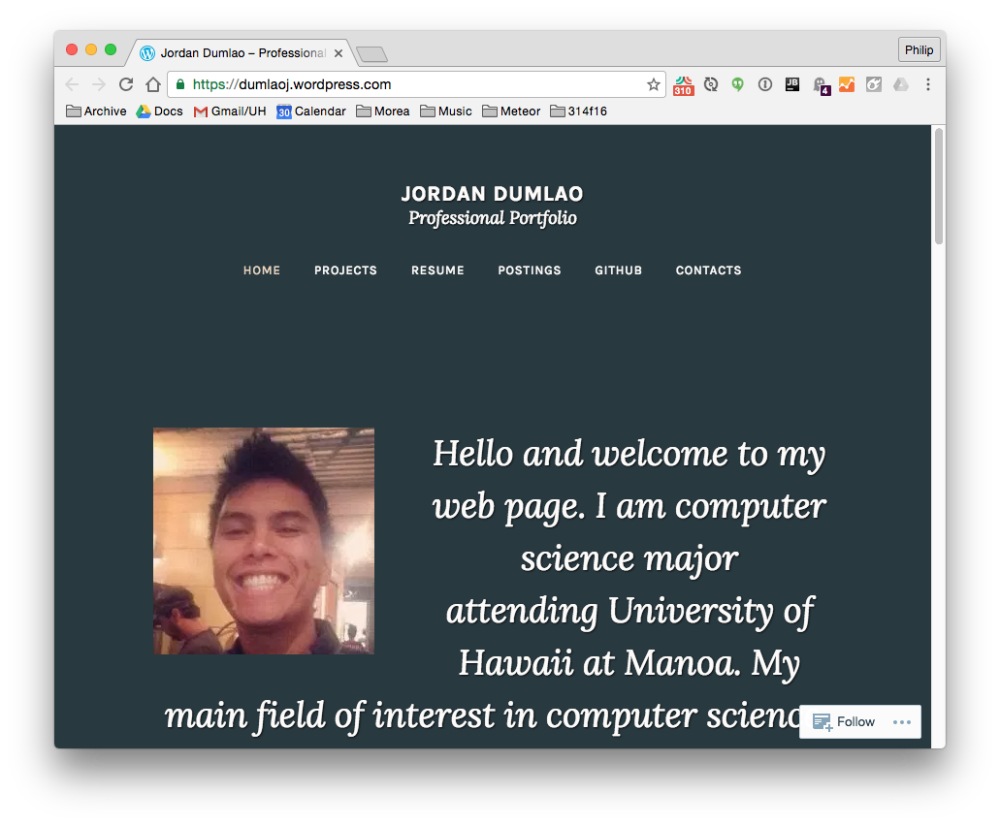 Jordan Dumlao – Professional
Philip
https://dumlaoj.wordpress.com
310
JB
4
Archive Docs Gmail/UH 30 Calendar Morea Music Meteor 314f16
JORDAN DUMLAO
Professional Portfolio
HOME PROJECTS RESUME POSTINGS GITHUB CONTACTS
Hello and welcome to my
web page. I am computer
science major
attending University of
Hawaii at Manoa. My
main field of interest in computer scienc
Follow